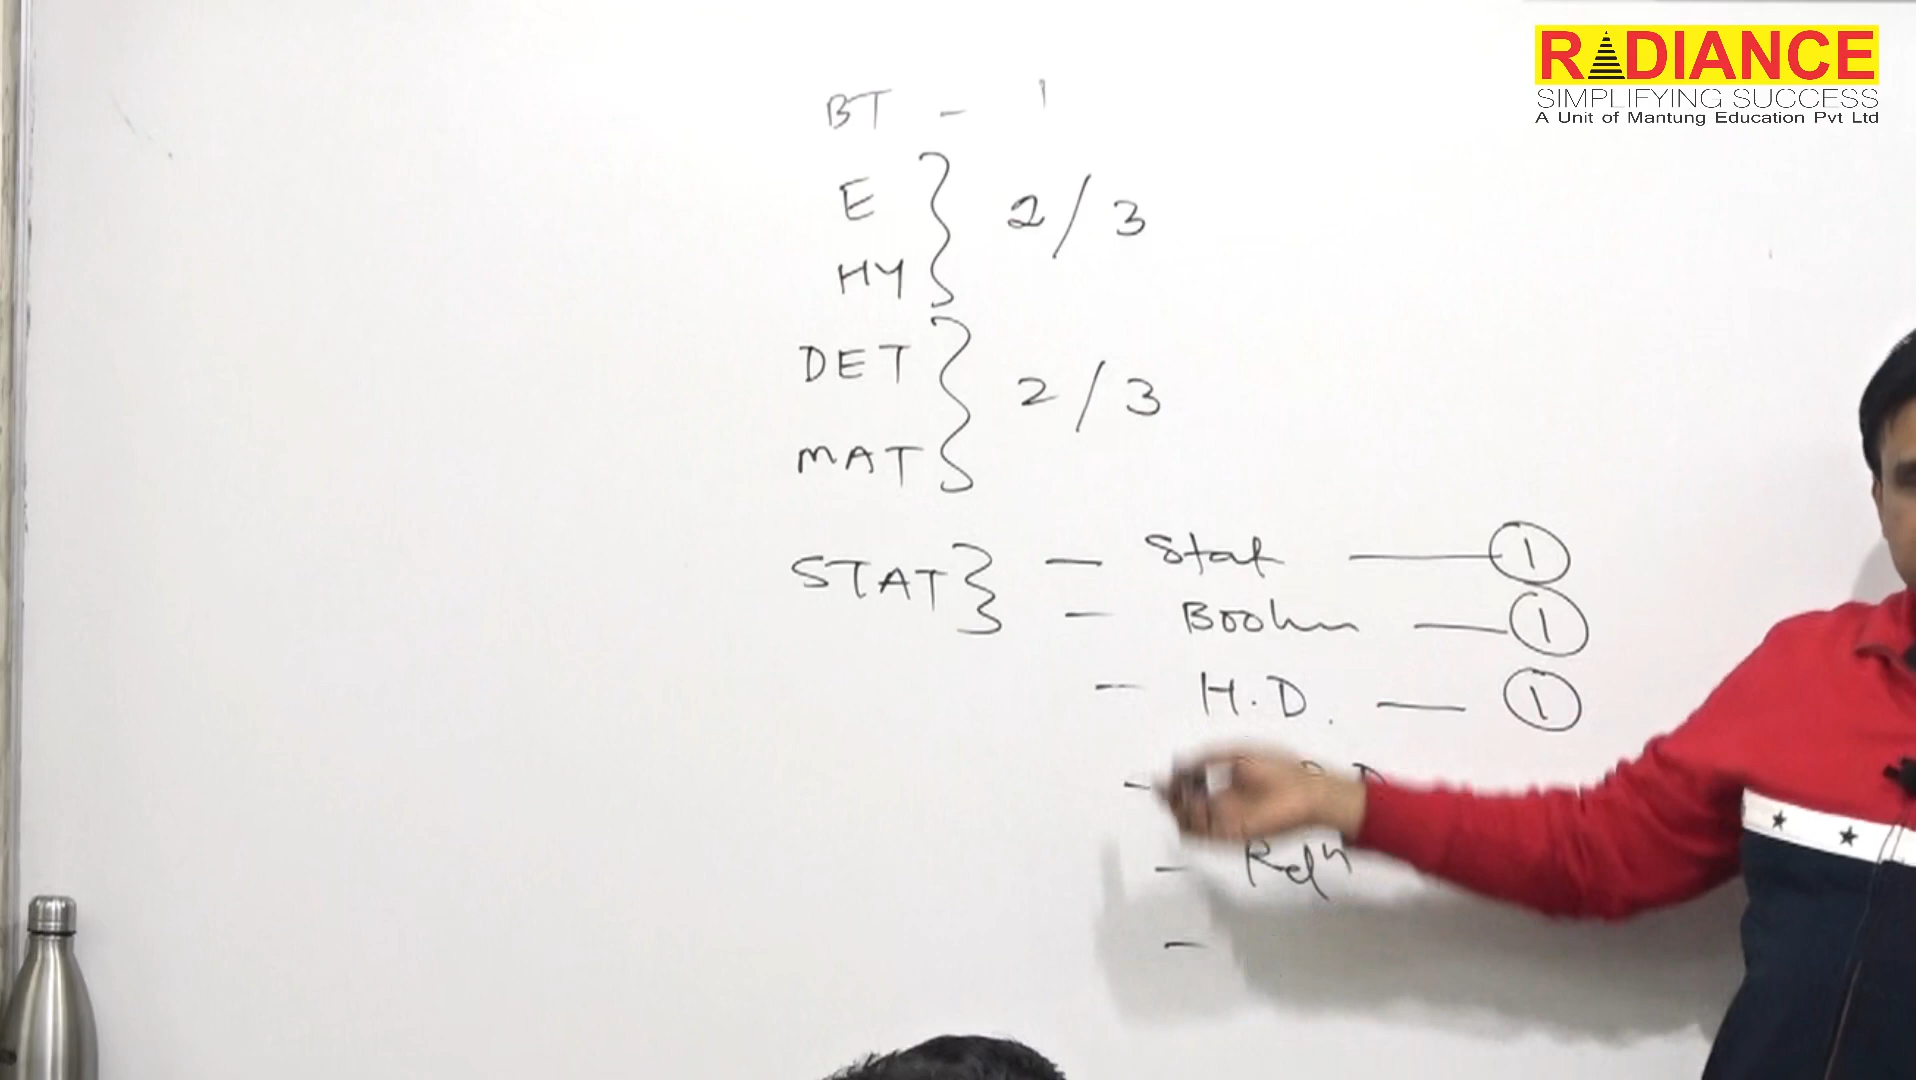 RADIANCE
SIMPLIFYING SUCCESS
A Unit of Mantung Education Pvt Ltd
BT - 1
E
HY } 2/3
DET
MAT } 2/3
STAT } - Stat — 1
- — 1
- H.D. — 1
-
- Relⁿ
-